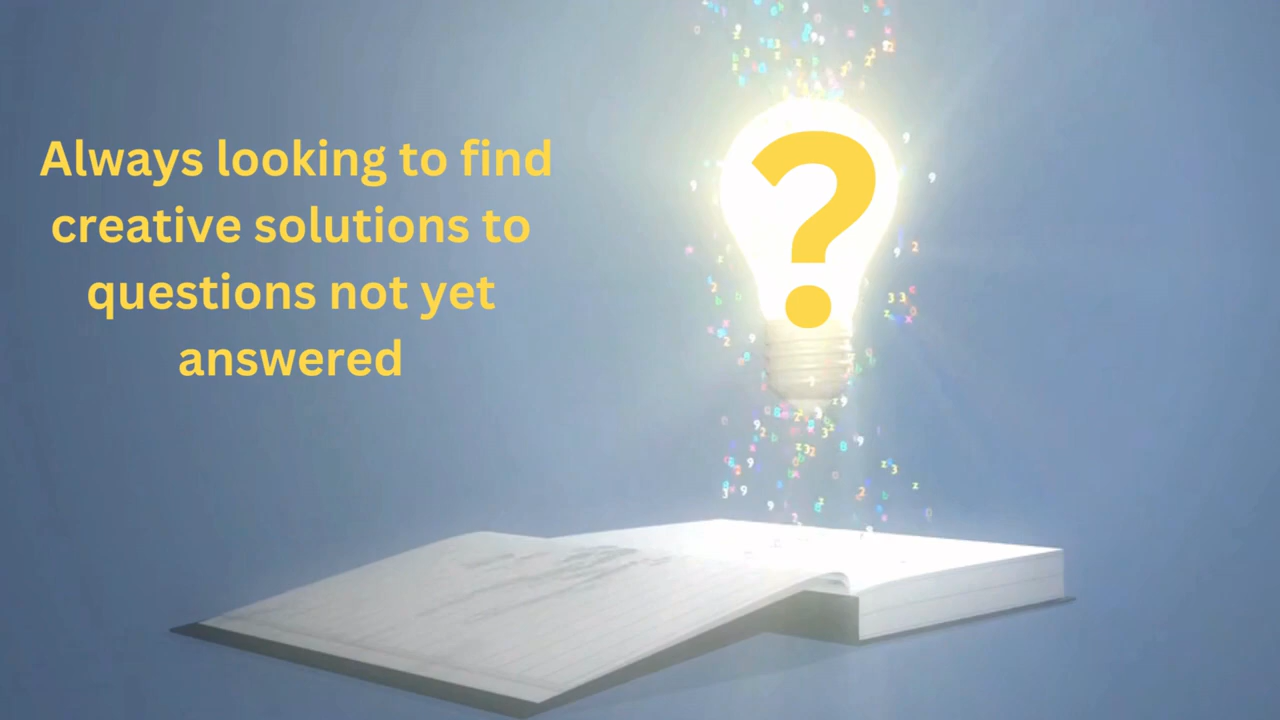 Always looking to find
creative solutions to
questions not yet
answered
?